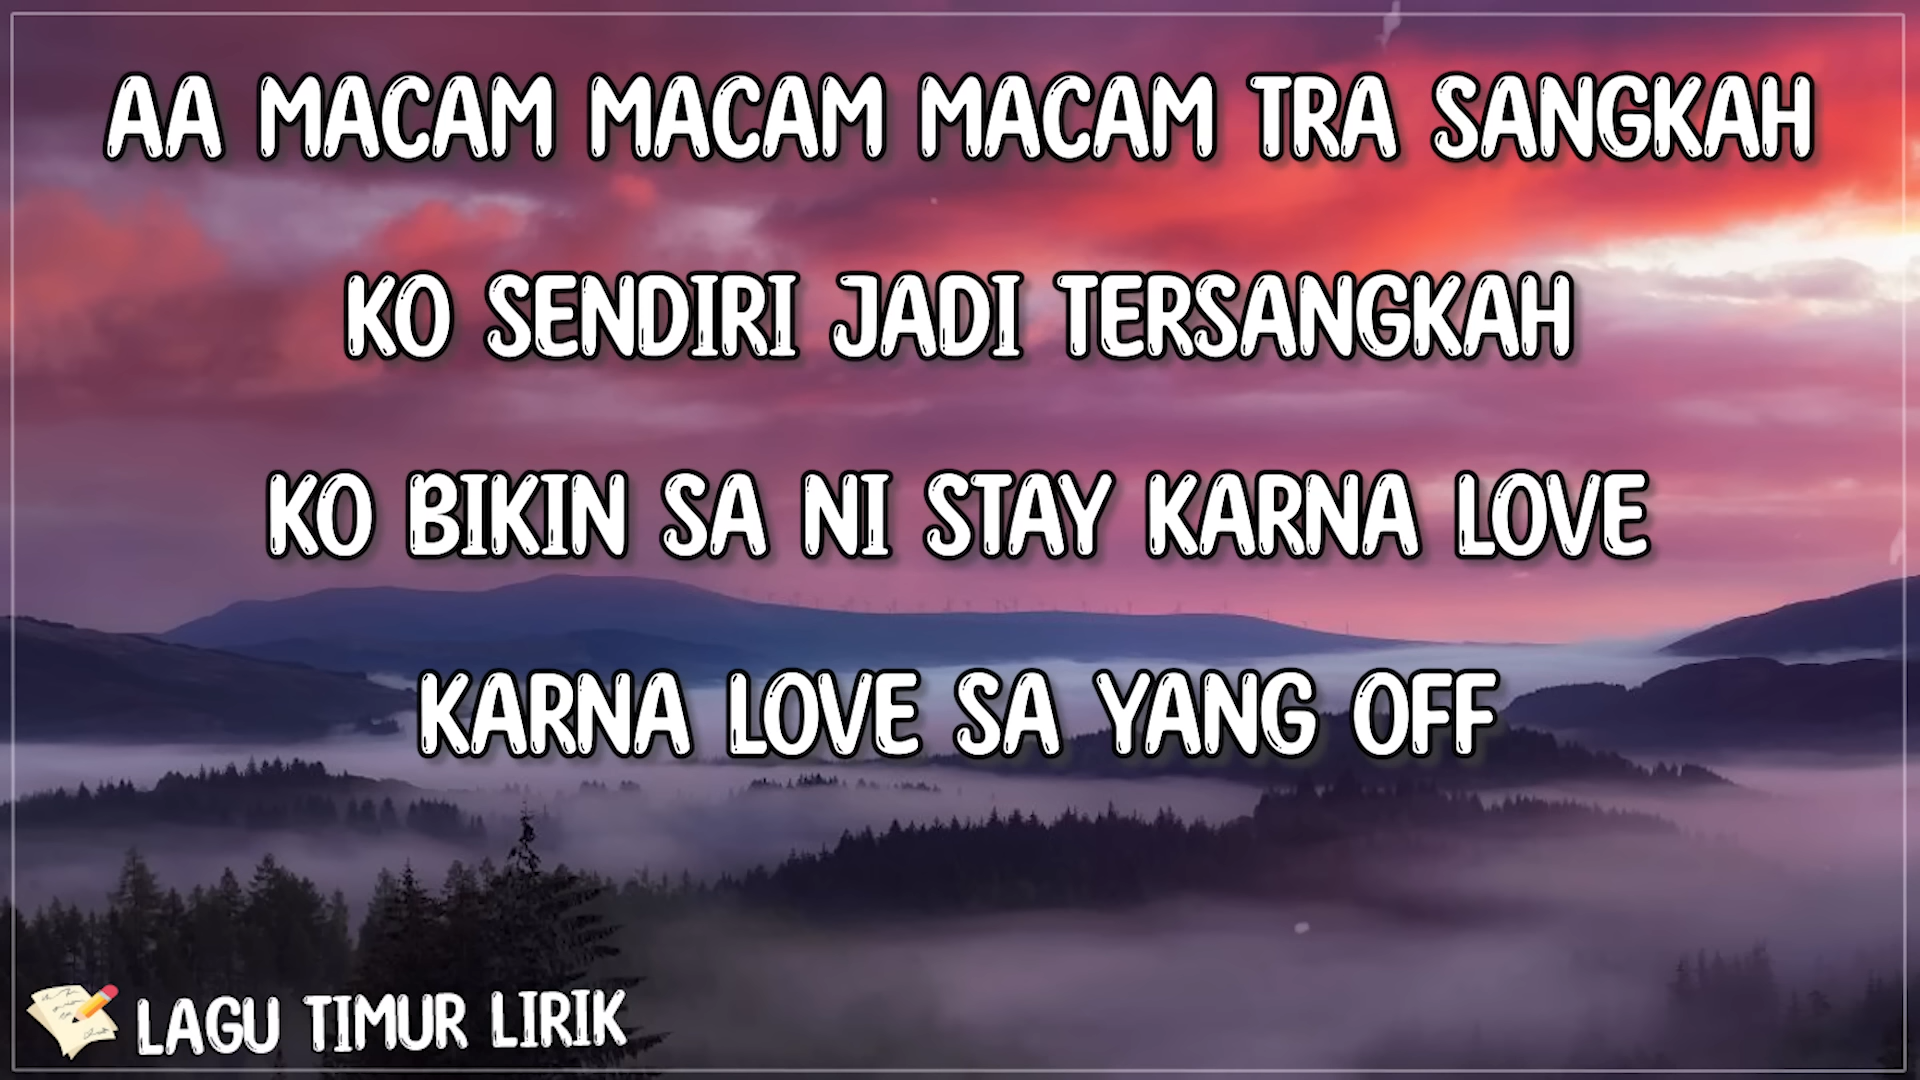 AA MACAM MACAM MACAM TRA SANGKAH
KO SENDIRI JADI TERSANGKAH
KO BIKIN SA NI STAY KARNA LOVE
KARNA LOVE SA YANG OFF
LAGU TIMUR LIRIK